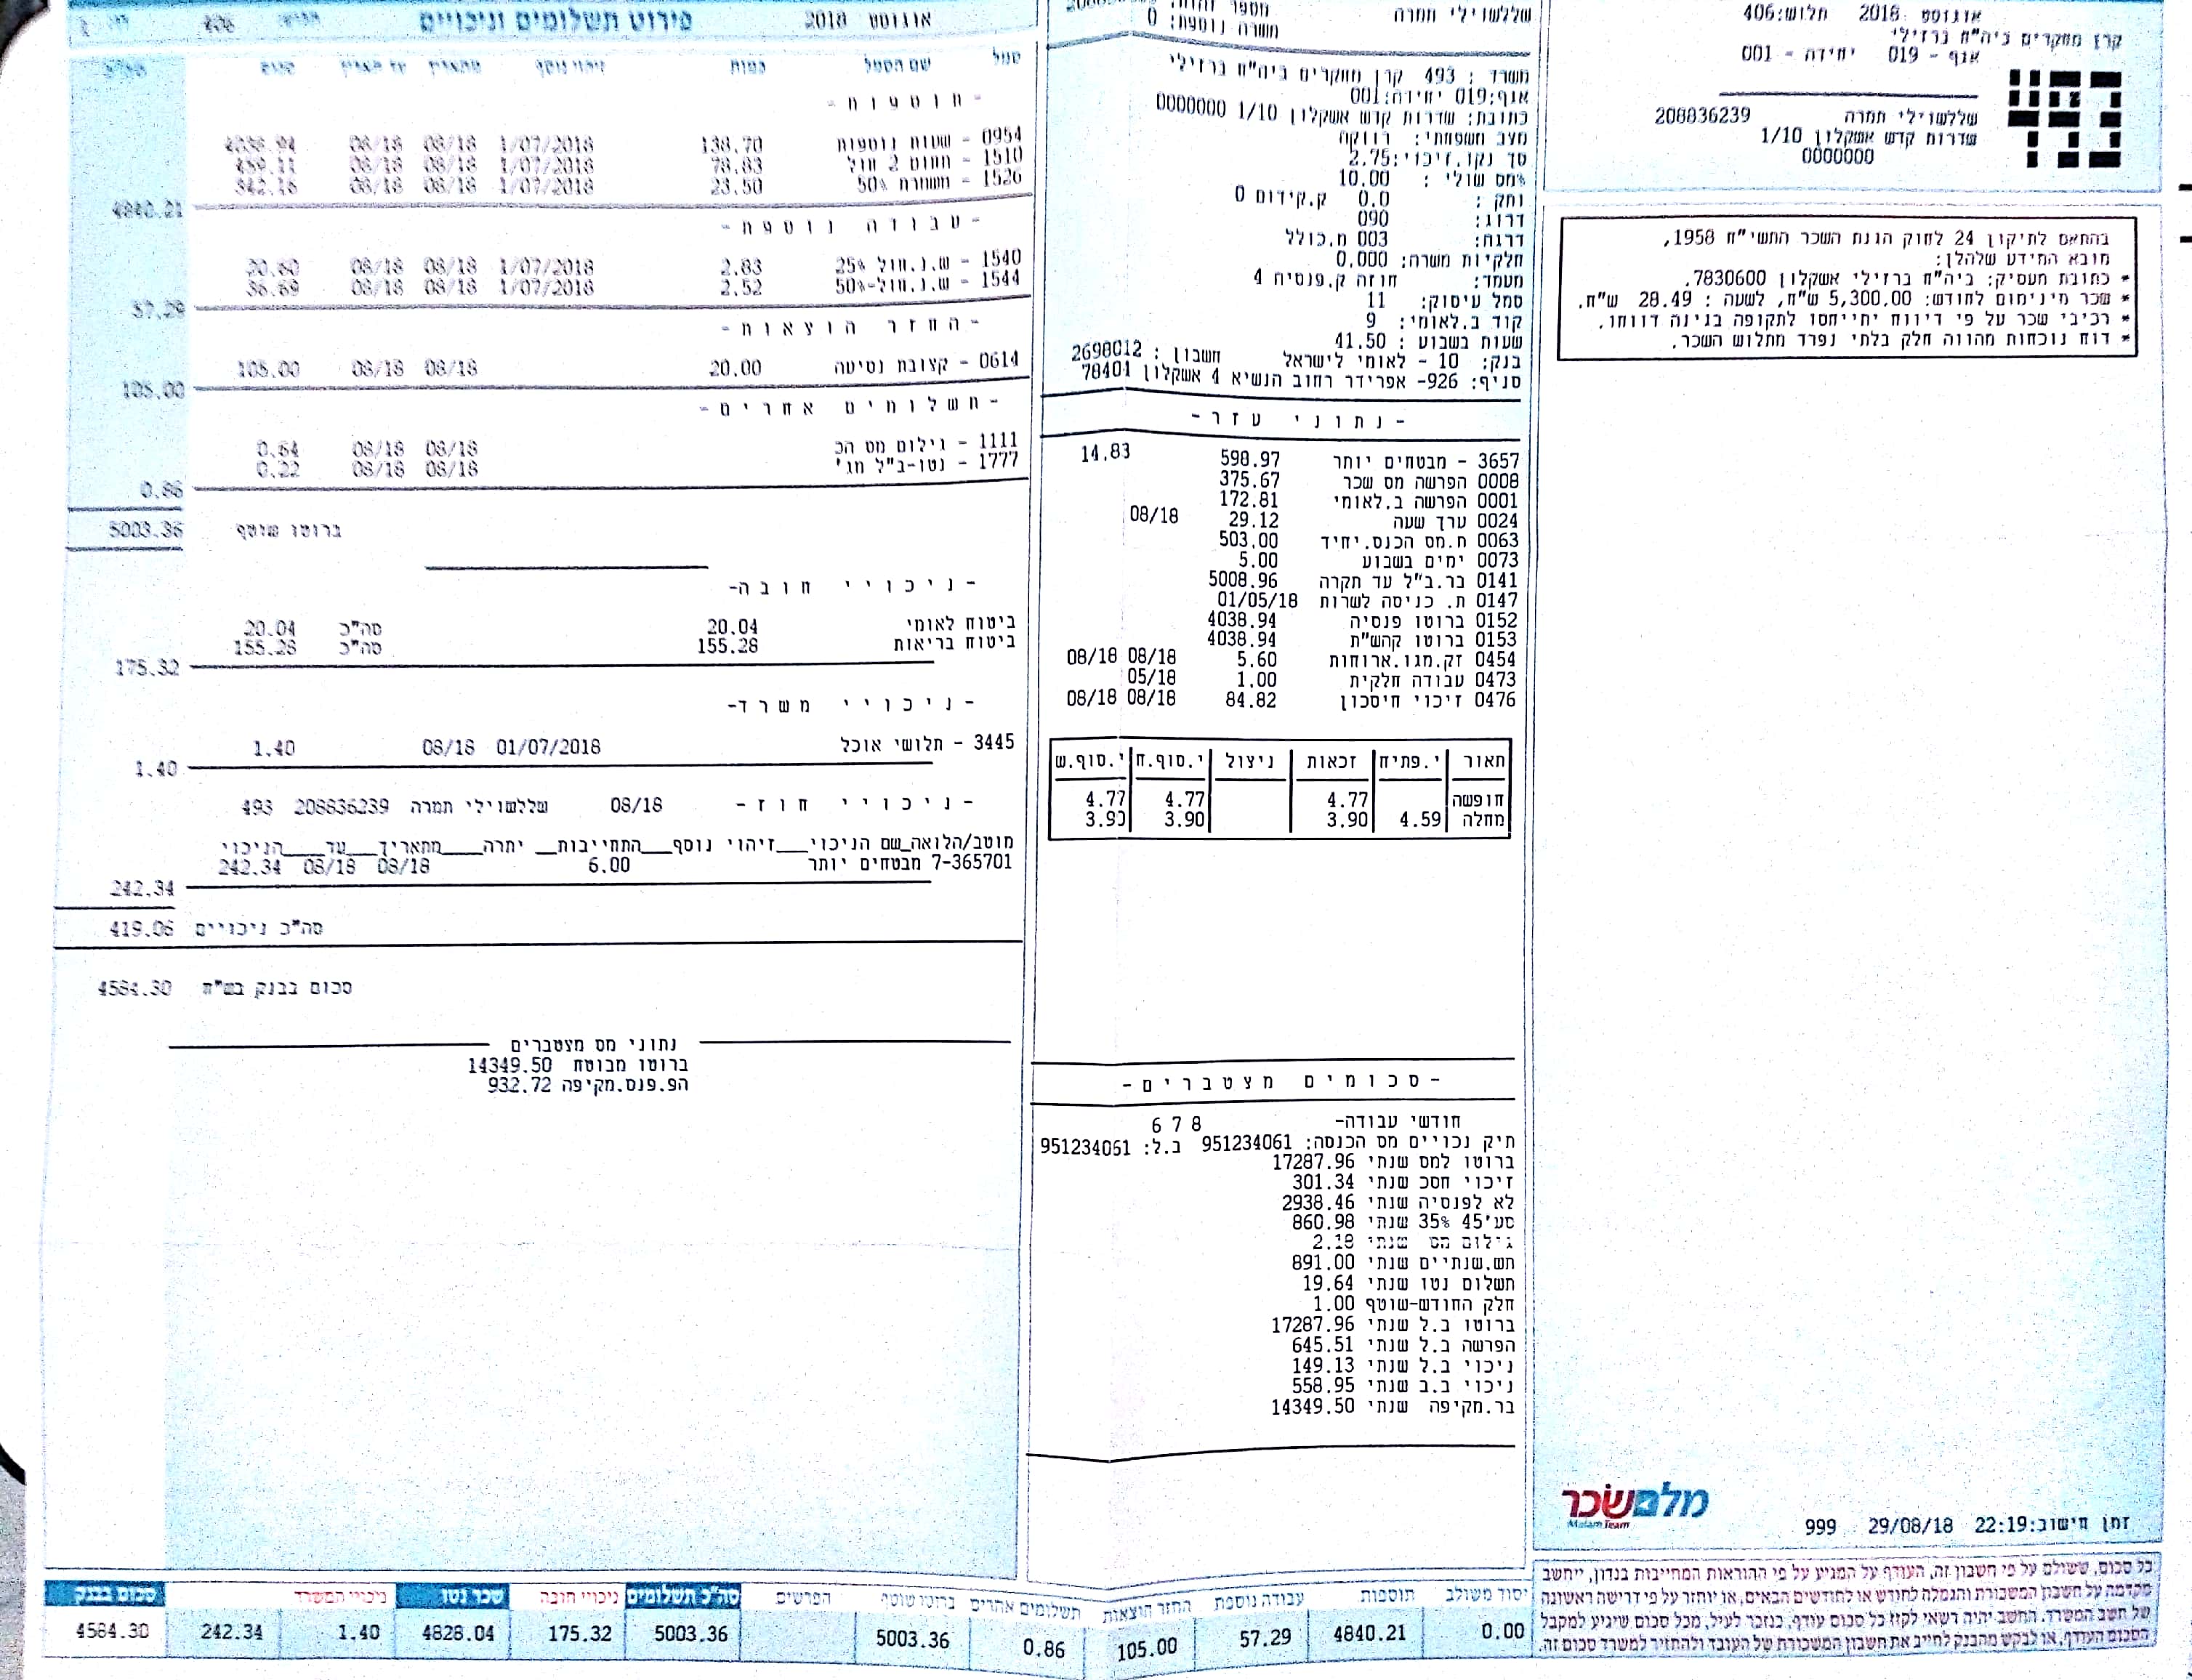 אוגוסט 2018 תלוש:406
קרן מחקרים ביה"ח ברזילי
אגף - 019 יחידה - 001
שללשוילי תמרה 208836239
שדרות קדש אשקלון 1/10
0000000
בהתאם לתיקון 24 לחוק הגנת השכר התשי"ח 1958,
מובא המידע שלהלן:
* כתובת מעסיק: ביה"ח ברזילי אשקלון 7830600.
* שכר מינימום לחודש: 5,300.00 ש"ח, לשעה : 28.49 ש"ח.
* רכיבי שכר על פי דיווח יתייחסו לתקופה בגינה דווחו.
* דוח נוכחות מהווה חלק בלתי נפרד מתלוש השכר.
מלמשכר
Malam Team
זמן חישוב:22:19 29/08/18 999
כל סכום, ששולם על פי חשבון זה, העודף על המגיע על פי ההוראות המחייבות בנדון, ייחשב
מקדמה על חשבון המשכורת והגמלה לחודש או לחודשים הבאים, או יוחזר על פי דרישה ראשונה
של חשב המשרד. החשב יהיה רשאי לקזז כל סכום עודף, כנזכר לעיל, מכל סכום שיגיע למקבל
הסכום העודף, או לבקש מהבנק לחייב את חשבון המשכורת של העובד ולהחזיר למשרד סכום זה.
שללשוילי תמרה מספר זהות:
משרה נוספת: 0
משרד : 493 קרן מחקרים ביה"ח ברזילי
אגף:019 יחידה:001
כתובת: שדרות קדש אשקלון 1/10 0000000
מצב משפחתי: רווקה
סך נקו.זיכוי:2.75
%מס שולי : 10.00
ותק : 0.0 ק.קידום 0
דרוג: 090
דרגה: 003 ח.כולל
חלקיות משרה: 0.000
מעמד: חוזה ק.פנסיה 4
סמל עיסוק: 11
קוד ב.לאומי: 9
שעות בשבוע : 41.50
בנק: 10 - לאומי לישראל חשבון : 2698012
סניף: 926- אפרידר רחוב הנשיא 4 אשקלון 78401
-נתוני עזר-
3657 - מבטחים יותר 598.97 14.83
0008 הפרשה מס שכר 375.67
0001 הפרשה ב.לאומי 172.81
0024 ערך שעה 29.12 08/18
0063 ח.מס הכנס.יחיד 503.00
0073 ימים בשבוע 5.00
0141 בר.ב"ל עד תקרה 5008.96
0147 ת. כניסה לשרות 01/05/18
0152 ברוטו פנסיה 4038.94
0153 ברוטו קהש"ת 4038.94
0454 זק.מגו.ארוחות 5.60 08/18 08/18
0473 עבודה חלקית 1.00 05/18
0476 זיכוי חיסכון 84.82 08/18 08/18
תאור י.פתיח זכאות ניצול י.סוף.ח י.סוף.ש
חופשה 4.77 4.77 4.77
מחלה 4.59 3.90 3.90 3.90
-סכומים מצטברים-
חודשי עבודה- 6 7 8
תיק נכויים מס הכנסה: 951234061 ב.ל: 951234061
ברוטו למס שנתי 17287.96
זיכוי חסכ שנתי 301.34
לא לפנסיה שנתי 2938.46
סע'45 35% שנתי 860.98
גילום מס שנתי 2.18
תש.שנתיים שנתי 891.00
תשלום נטו שנתי 19.64
חלק החודש-שוטף 1.00
ברוטו ב.ל שנתי 17287.96
הפרשה ב.ל שנתי 645.51
ניכוי ב.ל שנתי 149.13
ניכוי ב.ב שנתי 558.95
בר.מקיפה שנתי 14349.50
אוגוסט 2018 פירוט תשלומים וניכויים תלוש: 406
סמל שם הסמל כמות זיהוי נוסף מתאריך עד תאריך סכום סה"כ
-תוספות-
0954 - שעות נוספות 138.70 1/07/2018 08/18 08/18 4038.94
1510 - תמוס 2 חול 78.83 1/07/2018 08/18 08/18 459.11
1526 - משמרת 50% 23.50 1/07/2018 08/18 08/18 342.16
4840.21
-עבודה נוספת-
1540 - ש.נ.חול 25% 2.83 1/07/2018 08/18 08/18 20.60
1544 - ש.נ.חול-50% 2.52 1/07/2018 08/18 08/18 36.69
57.29
-החזר הוצאות-
0614 - קצובת נסיעה 20.00 08/18 08/18 105.00
105.00
-תשלומים אחרים-
1111 - גילום מס הכ 08/18 08/18 0.64
1777 - נטו-ב"ל מג' 08/18 08/18 0.22
0.86
ברוטו שוטף 5003.36
-ניכויי חובה-
ביטוח לאומי 20.04 סה"כ 20.04
ביטוח בריאות 155.28 סה"כ 155.28
175.32
-ניכויי משרד-
3445 - תלושי אוכל 01/07/2018 08/18 1.40
1.40
-ניכויי חוז- 08/18 שללשוילי תמרה 208836239 493
מוטב/הלואה_שם הניכוי___זיהוי נוסף___התחייבות__ יתרה____מתאריך___עד____הניכוי
7-365701 מבטחים יותר 6.00 08/18 08/18 242.34
242.34
סה"כ ניכויים 419.06
סכום בבנק בש"ח 4584.30
נתוני מס מצטברים
ברוטו מבוטח 14349.50
הפ.פנס.מקיפה 932.72
יסוד משולב תוספות עבודה נוספת החזר הוצאות תשלומים אחרים ברוטו שוטף הפרשים סה"כ תשלומים ניכויי חובה שכר נטו ניכויי המשרד סכום בבנק
0.00 4840.21 57.29 105.00 0.86 5003.36 5003.36 175.32 4828.04 1.40 242.34 4584.30